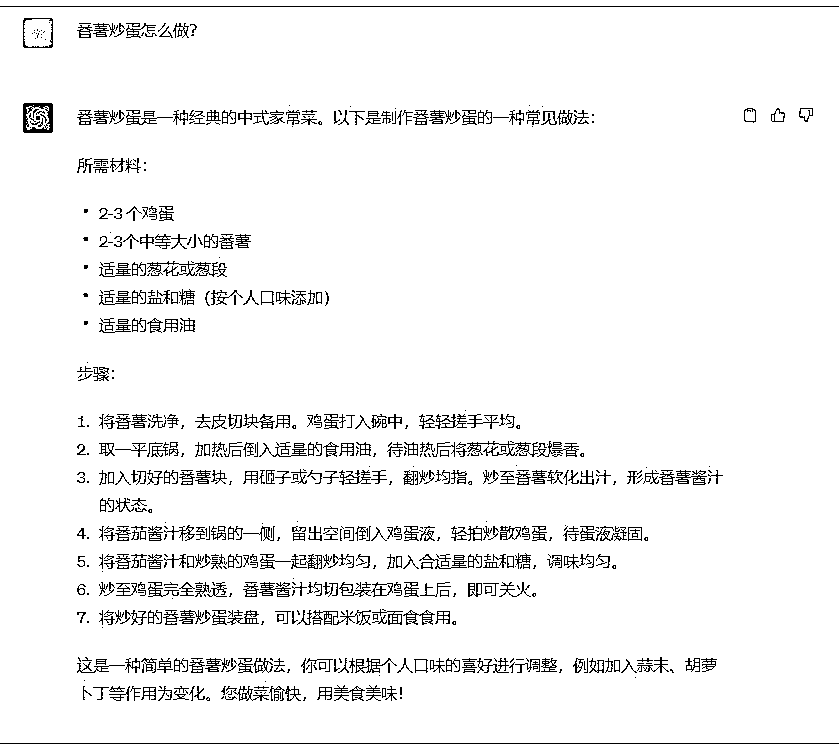 番薯炒蛋怎么做?
番薯炒蛋是一种经典的中式家常菜。以下是制作番薯炒蛋的一种常见做法:
所需材料:
• 2-3 个鸡蛋
• 2-3个中等大小的番薯
• 适量的葱花或葱段
• 适量的盐和糖（按个人口味添加）
• 适量的食用油
步骤:
1. 将番薯洗净，去皮切块备用。鸡蛋打入碗中，轻轻搓手平均。
2. 取一平底锅，加热后倒入适量的食用油，待油热后将葱花或葱段爆香。
3. 加入切好的番薯块，用砸子或勺子轻搓手，翻炒均指。炒至番薯软化出汁，形成番薯酱汁
的状态。
4. 将番茄酱汁移到锅的一侧，留出空间倒入鸡蛋液，轻拍炒散鸡蛋，待蛋液凝固。
5. 将番茄酱汁和炒熟的鸡蛋一起翻炒均匀，加入合适量的盐和糖，调味均匀。
6. 炒至鸡蛋完全熟透，番薯酱汁均切包装在鸡蛋上后，即可关火。
7. 将炒好的番薯炒蛋装盘，可以搭配米饭或面食食用。
这是一种简单的番薯炒蛋做法，你可以根据个人口味的喜好进行调整，例如加入蒜末、胡萝
卜丁等作用为变化。您做菜愉快，用美食美味!